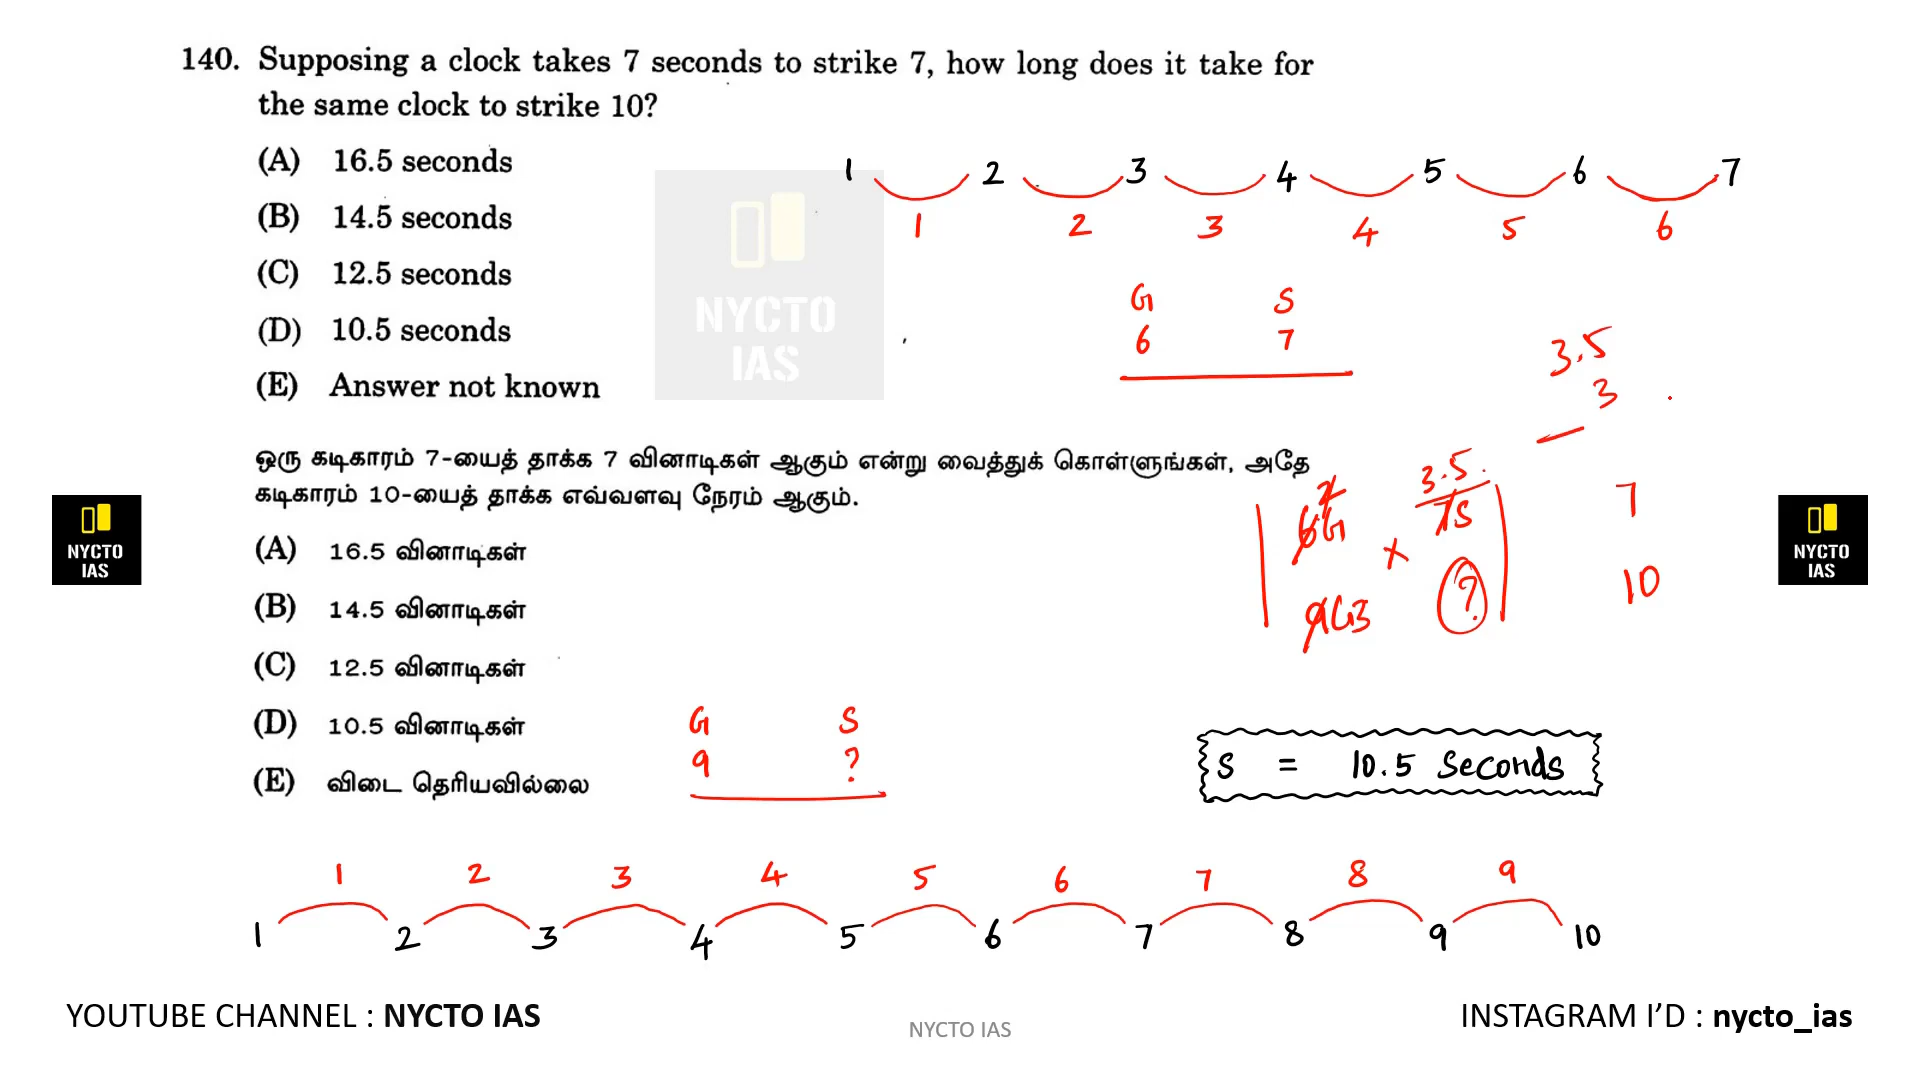 140. Supposing a clock takes 7 seconds to strike 7, how long does it take for
the same clock to strike 10?
(A) 16.5 seconds
(B) 14.5 seconds
(C) 12.5 seconds
(D) 10.5 seconds
(E) Answer not known
1 2 3 4 5 6 7
1 2 3 4 5 6
NYCTO
IAS
G S
6 7
3.5
3
ஒரு கடிகாரம் 7-யைத் தாக்க 7 வினாடிகள் ஆகும் என்று வைத்துக் கொள்ளுங்கள், அதே
கடிகாரம் 10-யைத் தாக்க எவ்வளவு நேரம் ஆகும்.
(A) 16.5 வினாடிகள்
(B) 14.5 வினாடிகள்
(C) 12.5 வினாடிகள்
(D) 10.5 வினாடிகள்
(E) விடை தெரியவில்லை
NYCTO
IAS
2 3.5
6G × 7S
9G3 ?
7
10
NYCTO
IAS
G S
9 ?
S = 10.5 Seconds
1 2 3 4 5 6 7 8 9
1 2 3 4 5 6 7 8 9 10
YOUTUBE CHANNEL : NYCTO IAS
NYCTO IAS
INSTAGRAM I'D : nycto_ias